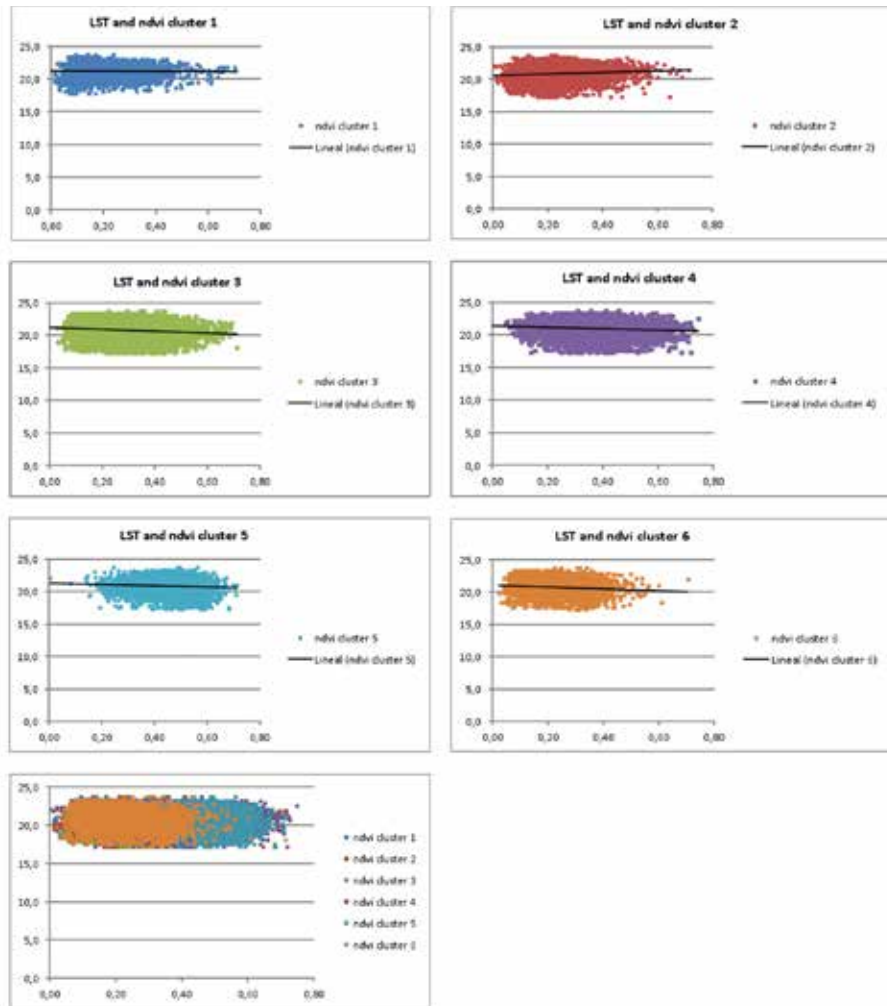 LST and ndvi cluster 1
25,0
20,0
15,0
10,0
5,0
0,0
0,00 0,20 0,40 0,60 0,80
ndvi cluster 1
Lineal (ndvi cluster 1)
LST and ndvi cluster 2
25,0
20,0
15,0
10,0
5,0
0,0
0,00 0,20 0,40 0,60 0,80
ndvi cluster 2
Lineal (ndvi cluster 2)
LST and ndvi cluster 3
25,0
20,0
15,0
10,0
5,0
0,0
0,00 0,20 0,40 0,60 0,80
ndvi cluster 3
Lineal (ndvi cluster 3)
LST and ndvi cluster 4
25,0
20,0
15,0
10,0
5,0
0,0
0,00 0,20 0,40 0,60 0,80
ndvi cluster 4
Lineal (ndvi cluster 4)
LST and ndvi cluster 5
25,0
20,0
15,0
10,0
5,0
0,0
0,00 0,20 0,40 0,60 0,80
ndvi cluster 5
Lineal (ndvi cluster 5)
LST and ndvi cluster 6
25,0
20,0
15,0
10,0
5,0
0,0
0,00 0,20 0,40 0,60 0,80
ndvi cluster 6
Lineal (ndvi cluster 6)
25,0
20,0
15,0
10,0
5,0
0,0
0,00 0,20 0,40 0,60 0,80
ndvi cluster 1
ndvi cluster 2
ndvi cluster 3
ndvi cluster 4
ndvi cluster 5
ndvi cluster